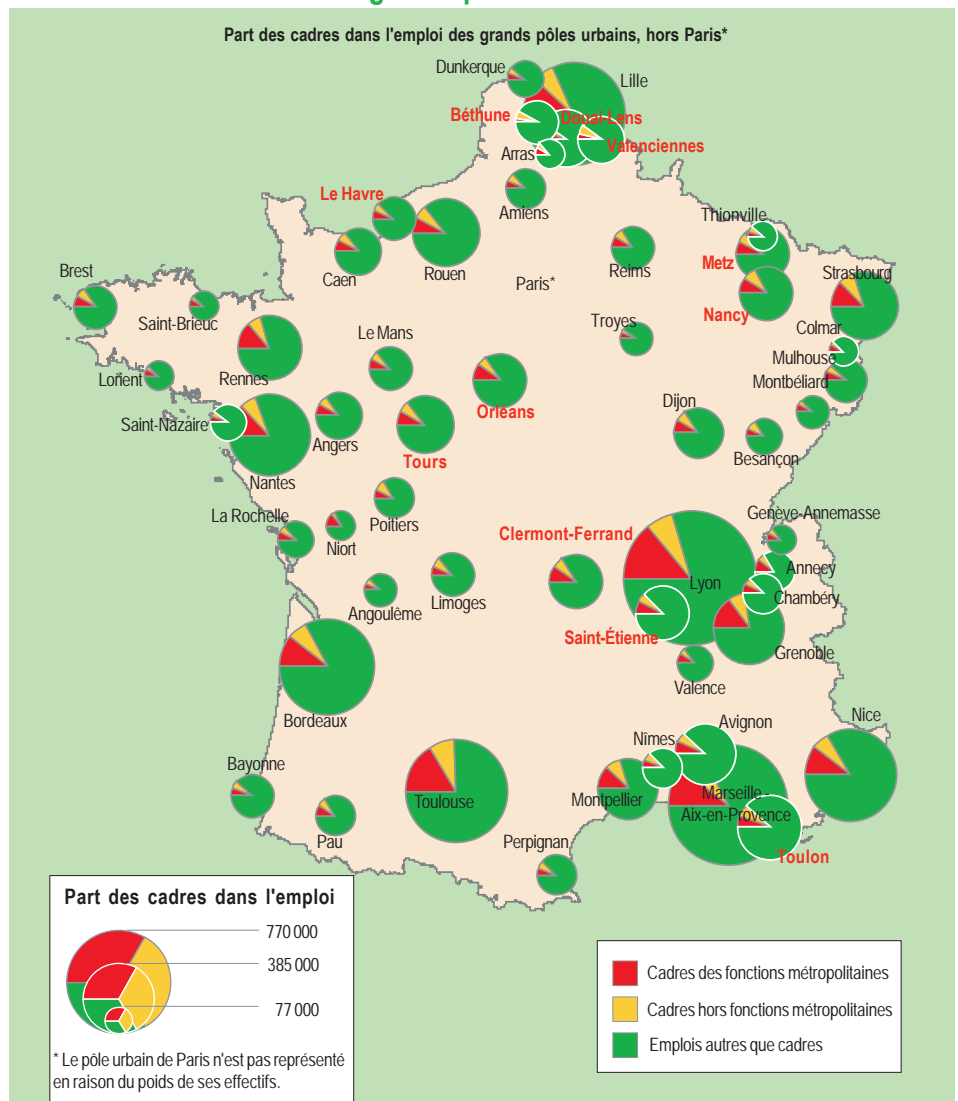 Part des cadres dans l'emploi des grands pôles urbains, hors Paris*
Dunkerque
Lille
Béthune
Douai-Lens
Valenciennes
Arras
Amiens
Le Havre
Thionville
Caen
Rouen
Reims
Metz
Brest
Paris*
Strasbourg
Saint-Brieuc
Nancy
Troyes
Colmar
Le Mans
Mulhouse
Lorient
Rennes
Montbéliard
Orléans
Dijon
Saint-Nazaire
Angers
Tours
Besançon
Nantes
La Rochelle
Poitiers
Genève-Annemasse
Niort
Clermont-Ferrand
Annecy
Lyon
Chambéry
Angoulême
Limoges
Saint-Étienne
Grenoble
Valence
Bordeaux
Nice
Avignon
Nîmes
Bayonne
Toulouse
Montpellier
Marseille -
Aix-en-Provence
Pau
Perpignan
Toulon
Part des cadres dans l'emploi
770 000
385 000
77 000
* Le pôle urbain de Paris n'est pas représenté
en raison du poids de ses effectifs.
Cadres des fonctions métropolitaines
Cadres hors fonctions métropolitaines
Emplois autres que cadres